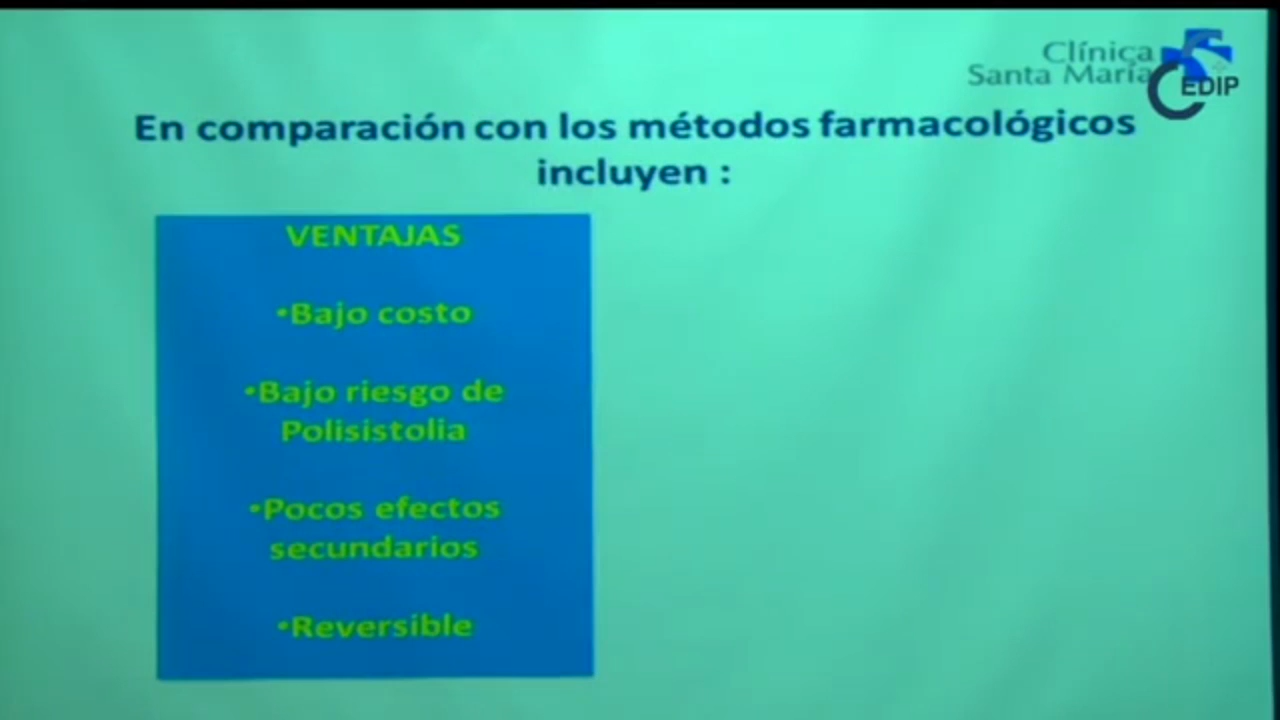 Clínica
Santa María
CEDIP
En comparación con los métodos farmacológicos
incluyen :
VENTAJAS
•Bajo costo
•Bajo riesgo de
Polisistolia
•Pocos efectos
secundarios
•Reversible